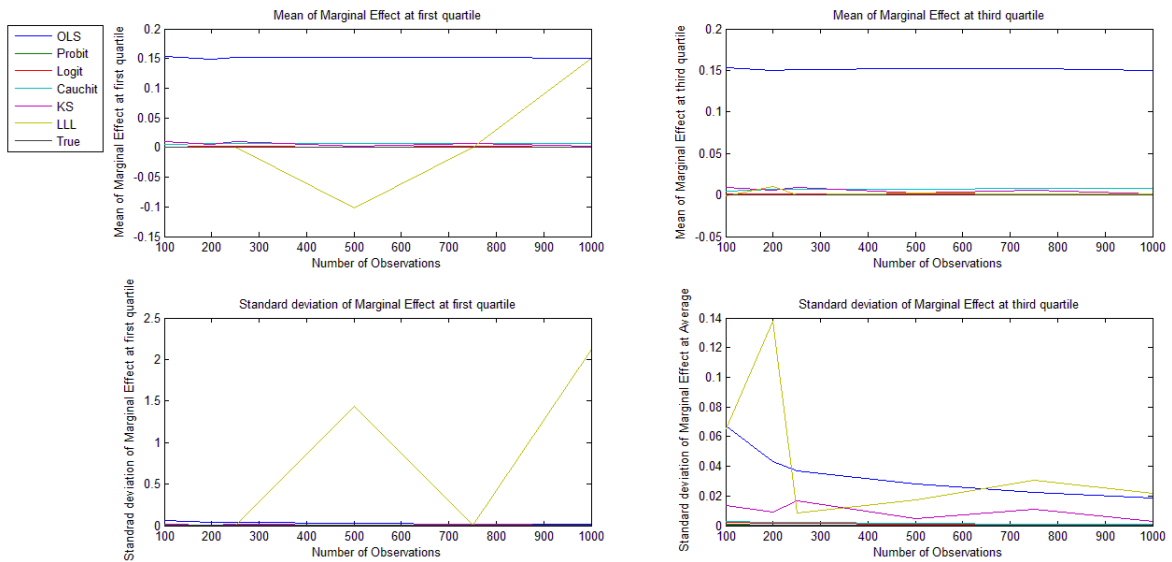 OLS
Probit
Logit
Cauchit
KS
LLL
True
Mean of Marginal Effect at first quartile
Mean of Marginal Effect at first quartile
0.2
0.15
0.1
0.05
0
-0.05
-0.1
-0.15
100 200 300 400 500 600 700 800 900 1000
Number of Observations
Mean of Marginal Effect at third quartile
Mean of Marginal Effect at third quartile
0.2
0.15
0.1
0.05
0
-0.05
100 200 300 400 500 600 700 800 900 1000
Number of Observations
Standard deviation of Marginal Effect at first quartile
Standrad deviation of Marginal Effect at first quartile
2.5
2
1.5
1
0.5
0
100 200 300 400 500 600 700 800 900 1000
Number of Observations
Standard deviation of Marginal Effect at third quartile
Standard deviation of Marginal Effect at Average
0.14
0.12
0.1
0.08
0.06
0.04
0.02
0
100 200 300 400 500 600 700 800 900 1000
Number of Observations